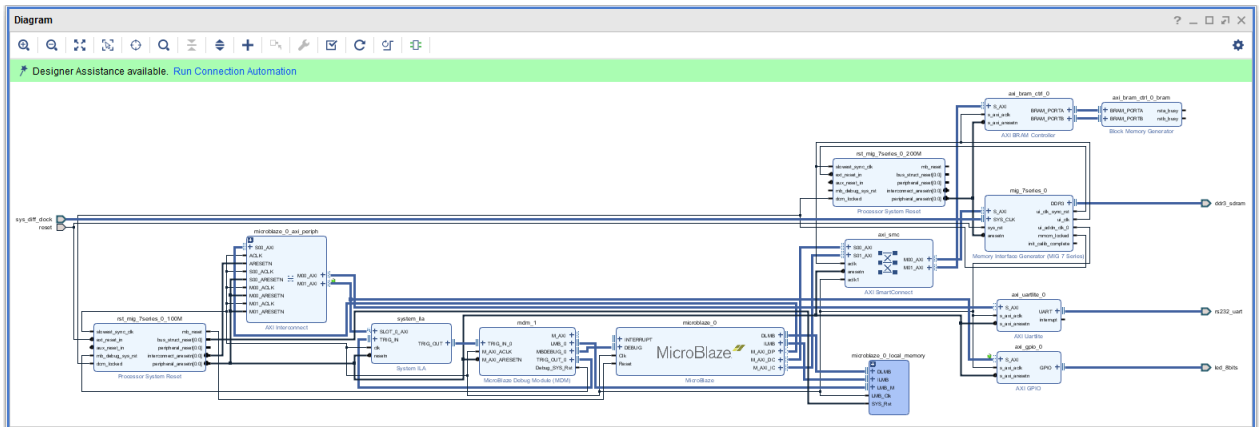 Diagram
Designer Assistance available. Run Connection Automation
axi_bram_ctrl_0
S_AXI
s_axi_aclk
s_axi_aresetn
BRAM_PORTA
BRAM_PORTB
AXI BRAM Controller
axi_bram_ctrl_0_bram
BRAM_PORTA
BRAM_PORTB
rsta_busy
rstb_busy
Block Memory Generator
rst_mig_7series_0_200M
slowest_sync_clk
ext_reset_in
aux_reset_in
mb_debug_sys_rst
dcm_locked
mb_reset
bus_struct_reset[0:0]
peripheral_reset[0:0]
interconnect_aresetn[0:0]
peripheral_aresetn[0:0]
Processor System Reset
mig_7series_0
S_AXI
SYS_CLK
sys_rst
aresetn
DDR3
ui_clk_sync_rst
ui_clk
ui_addn_clk_0
mmcm_locked
init_calib_complete
Memory Interface Generator (MIG 7 Series)
ddr3_sdram
sys_diff_clock
reset
microblaze_0_axi_periph
S00_AXI
ACLK
ARESETN
S00_ACLK
S00_ARESETN
M00_ACLK
M00_ARESETN
M01_ACLK
M01_ARESETN
M00_AXI
M01_AXI
AXI Interconnect
axi_smc
S00_AXI
S01_AXI
aclk
aresetn
aclk1
M00_AXI
M01_AXI
AXI SmartConnect
rst_mig_7series_0_100M
slowest_sync_clk
ext_reset_in
aux_reset_in
mb_debug_sys_rst
dcm_locked
mb_reset
bus_struct_reset[0:0]
peripheral_reset[0:0]
interconnect_aresetn[0:0]
peripheral_aresetn[0:0]
Processor System Reset
system_ila
SLOT_0_AXI
TRIG_IN
clk
resetn
TRIG_OUT
System ILA
mdm_1
TRIG_IN_0
M_AXI_ACLK
M_AXI_ARESETN
M_AXI
LMB_0
MBDEBUG_0
TRIG_OUT_0
Debug_SYS_Rst
MicroBlaze Debug Module (MDM)
microblaze_0
INTERRUPT
DEBUG
Clk
Reset
MicroBlaze
DLMB
ILMB
M_AXI_DP
M_AXI_DC
M_AXI_IC
MicroBlaze
microblaze_0_local_memory
DLMB
ILMB
LMB_M
LMB_Clk
SYS_Rst
axi_uartlite_0
S_AXI
s_axi_aclk
s_axi_aresetn
UART
interrupt
AXI Uartlite
rs232_uart
axi_gpio_0
S_AXI
s_axi_aclk
s_axi_aresetn
GPIO
AXI GPIO
led_8bits